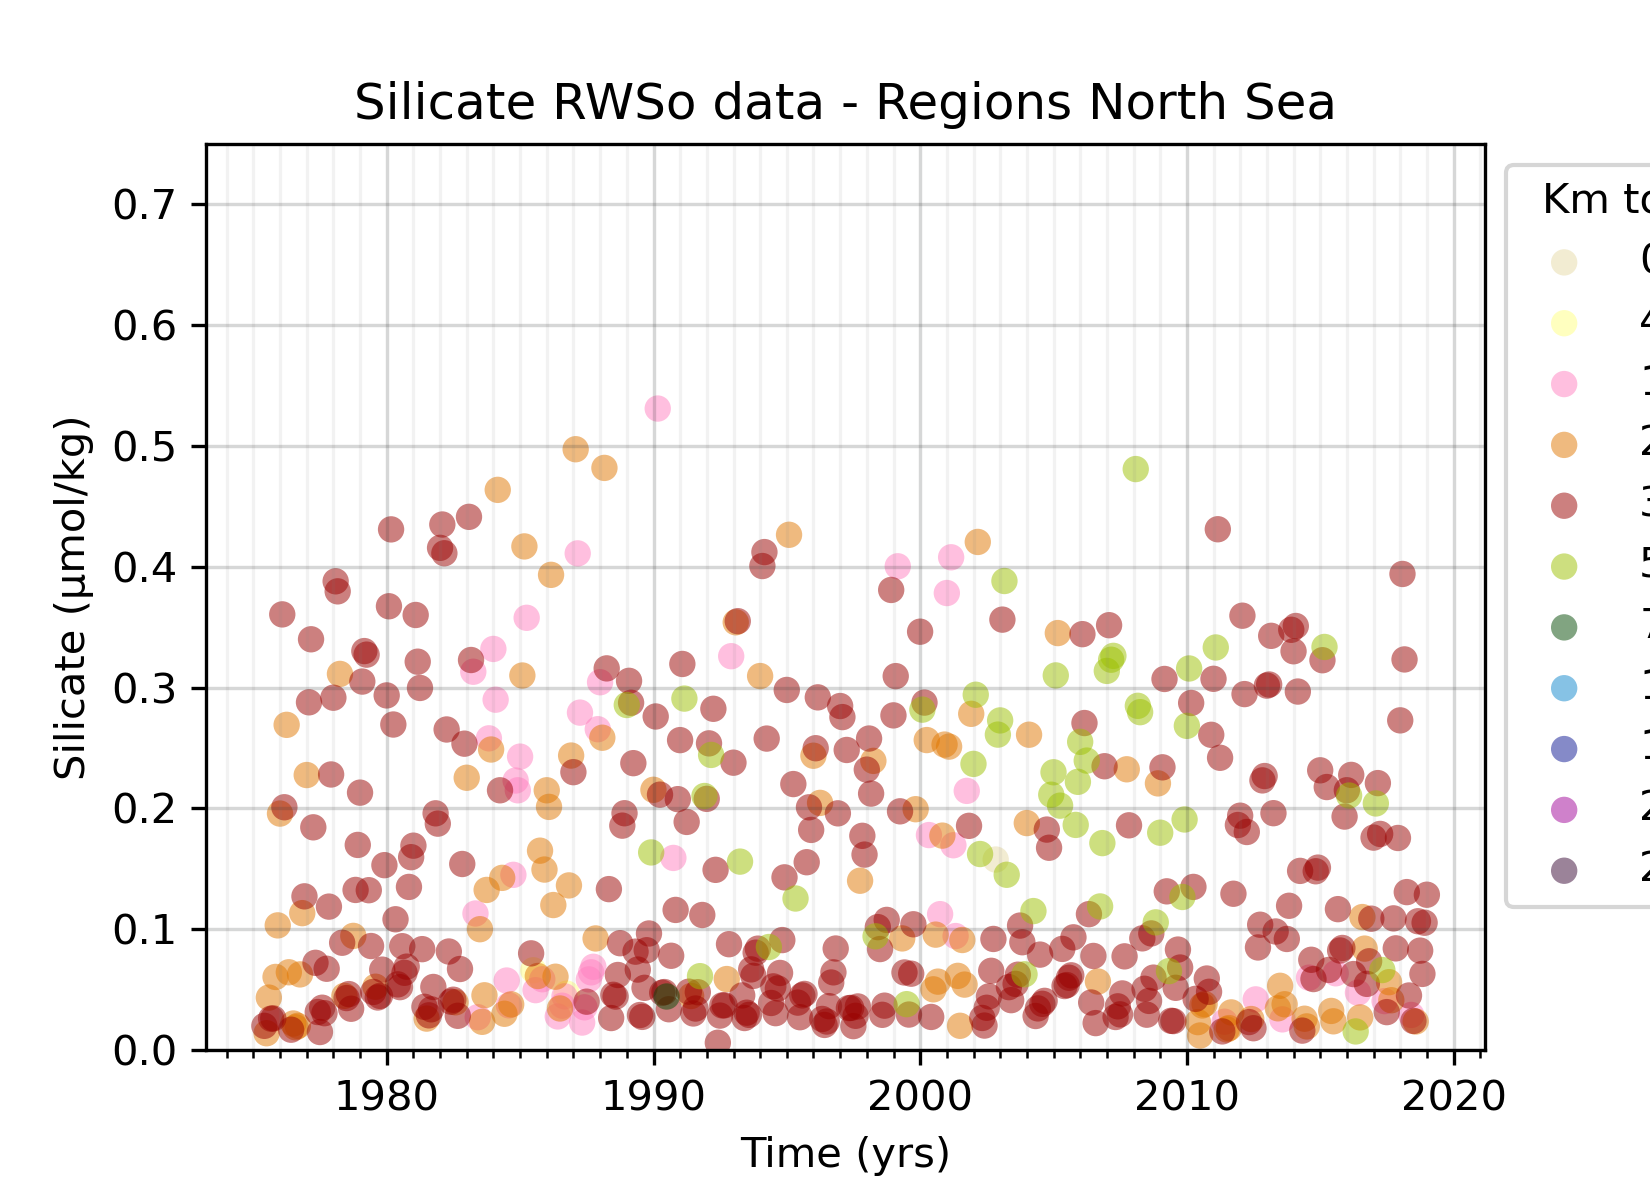 Silicate RWSo data - Regions North Sea
0.7
0.6
0.5
0.4
0.3
0.2
0.1
0.0
Silicate (μmol/kg)
1980 1990 2000 2010 2020
Time (yrs)
Km